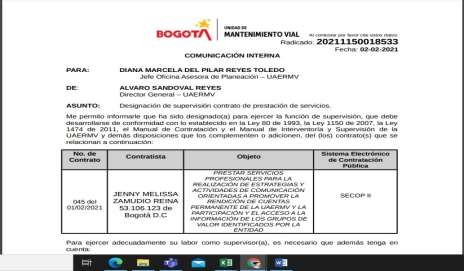 BOGOTÁ
UNIDAD DE
MANTENIMIENTO VIAL
Al contestar por favor cite estos datos:
Radicado: 20211150018533
Fecha: 02-02-2021
COMUNICACIÓN INTERNA
PARA: DIANA MARCELA DEL PILAR REYES TOLEDO
Jefe Oficina Asesora de Planeación – UAERMV
DE: ALVARO SANDOVAL REYES
Director General – UAERMV
ASUNTO: Designación de supervisión contrato de prestación de servicios.
Me permito informarle que ha sido designado(a) para ejercer la función de supervisión, que debe
desarrollarse de conformidad con lo establecido en la Ley 80 de 1993, la Ley 1150 de 2007, la Ley
1474 de 2011, el Manual de Contratación y el Manual de Interventoría y Supervisión de la
UAERMV y demás disposiciones que los complementen o adicionen, del (los) contrato(s) que se
relacionan a continuación:
No. de Contrato Contratista Objeto Sistema Electrónico de Contratación Pública
045 del 01/02/2021
JENNY MELISSA
ZAMUDIO REINA
53.106.123 de
Bogotá D.C
PRESTAR SERVICIOS
PROFESIONALES PARA LA
REALIZACIÓN DE ESTRATEGIAS Y
ACTIVIDADES DE COMUNICACIÓN
ORIENTADAS A PROMOVER LA
RENDICIÓN DE CUENTAS
PERMANENTE DE LA UAERMV Y LA
PARTICIPACIÓN Y EL ACCESO A LA
INFORMACIÓN DE LOS GRUPOS DE
VALOR IDENTIFICADOS POR LA
ENTIDAD
SECOP II
Para ejercer adecuadamente su labor como supervisor(a), es necesario que además tenga en
cuenta: